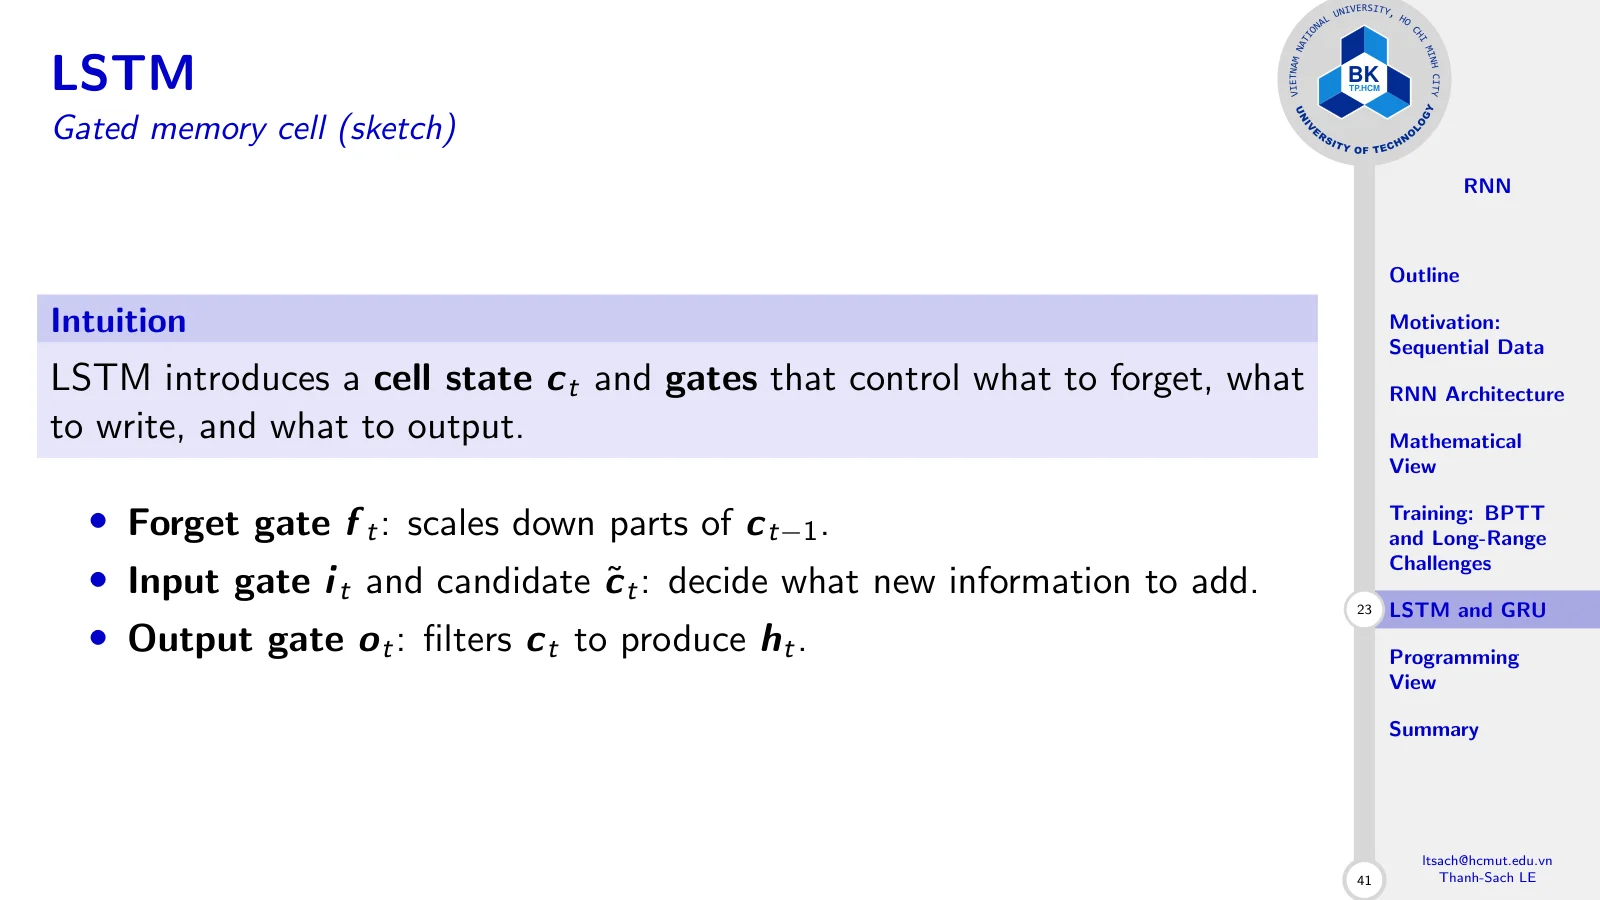 LSTM
Gated memory cell (sketch)
Intuition
LSTM introduces a cell state c_t and gates that control what to forget, what
to write, and what to output.
• Forget gate f_t: scales down parts of c_{t−1}.
• Input gate i_t and candidate c̃_t: decide what new information to add.
• Output gate o_t: filters c_t to produce h_t.
VIETNAM NATIONAL UNIVERSITY, HO CHI MINH CITY
BK
TP.HCM
UNIVERSITY OF TECHNOLOGY
RNN
Outline
Motivation:
Sequential Data
RNN Architecture
Mathematical
View
Training: BPTT
and Long-Range
Challenges
23 LSTM and GRU
Programming
View
Summary
ltsach@hcmut.edu.vn
Thanh-Sach LE
41